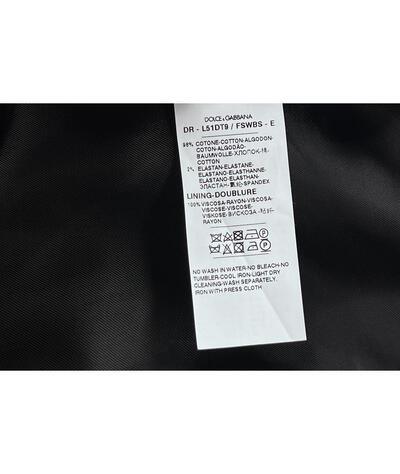 DOLCE & GABBANA
DR - L51DT9 / FSWBS - E
98% COTONE-COTTON-ALGODON-
COTON-ALGODÃO-
BAUMWOLLE-ХЛОПОК-
COTTON
2% ELASTAN-ELASTANE-
ELASTANO-ELASTHANNE-
ELASTANO-ELASTHAN-
ЭЛАСТАН-SPANDEX
LINING-DOUBLURE
100% VISCOSA-RAYON-VISCOSA-
VISCOSE-VISCOSE-
VISKOSE-ВИСКОЗА-
RAYON
P
P
NO WASH IN WATER-NO BLEACH-NO
TUMBLER-COOL IRON-LIGHT DRY
CLEANING-WASH SEPARATELY.
IRON WITH PRESS CLOTH